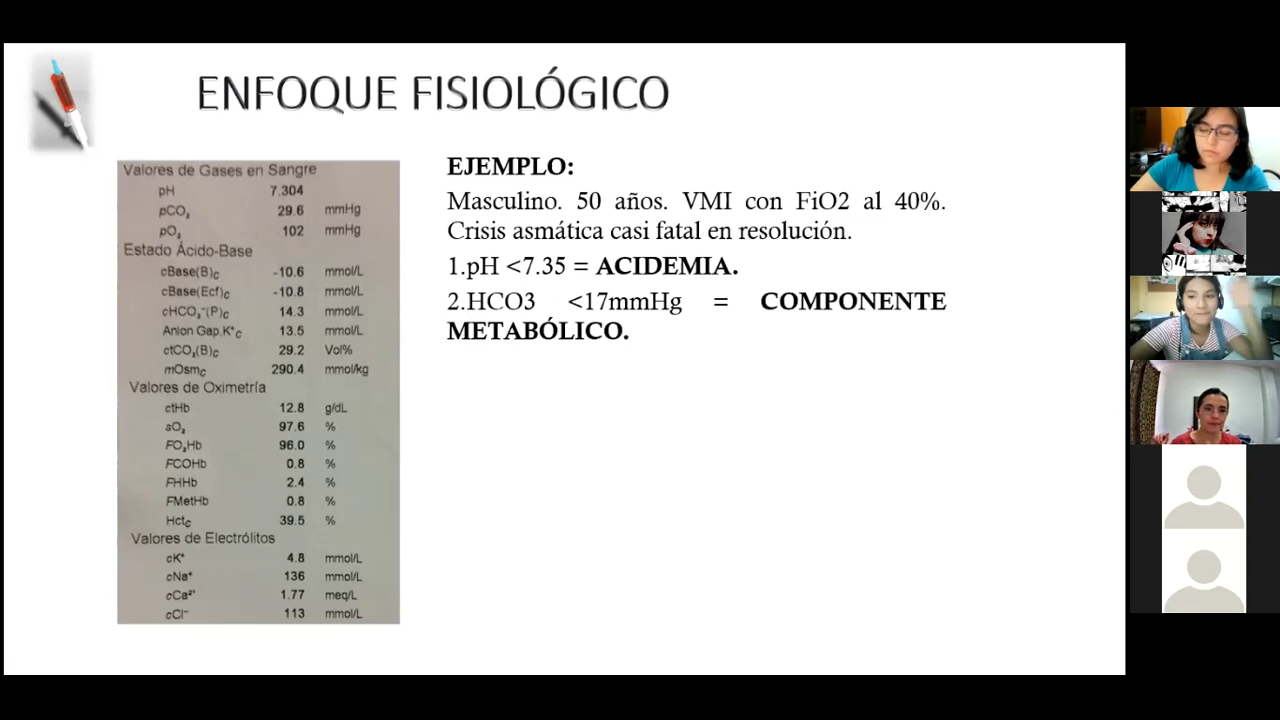 ENFOQUE FISIOLÓGICO
Valores de Gases en Sangre
pH 7.304
pCO₂ 29.6 mmHg
pO₂ 102 mmHg
Estado Ácido-Base
cBase(B)c -10.6 mmol/L
cBase(Ecf)c -10.8 mmol/L
cHCO₃⁻(P)c 14.3 mmol/L
Anion Gap,K⁺c 13.5 mmol/L
ctCO₂(B)c 29.2 Vol%
mOsmc 290.4 mmol/kg
Valores de Oximetría
ctHb 12.8 g/dL
sO₂ 97.6 %
FO₂Hb 96.0 %
FCOHb 0.8 %
FHHb 2.4 %
FMetHb 0.8 %
Hctc 39.5 %
Valores de Electrólitos
cK⁺ 4.8 mmol/L
cNa⁺ 136 mmol/L
cCa²⁺ 1.77 meq/L
cCl⁻ 113 mmol/L
EJEMPLO:
Masculino. 50 años. VMI con FiO2 al 40%.
Crisis asmática casi fatal en resolución.
1.pH <7.35 = ACIDEMIA.
2.HCO3 <17mmHg = COMPONENTE
METABÓLICO.